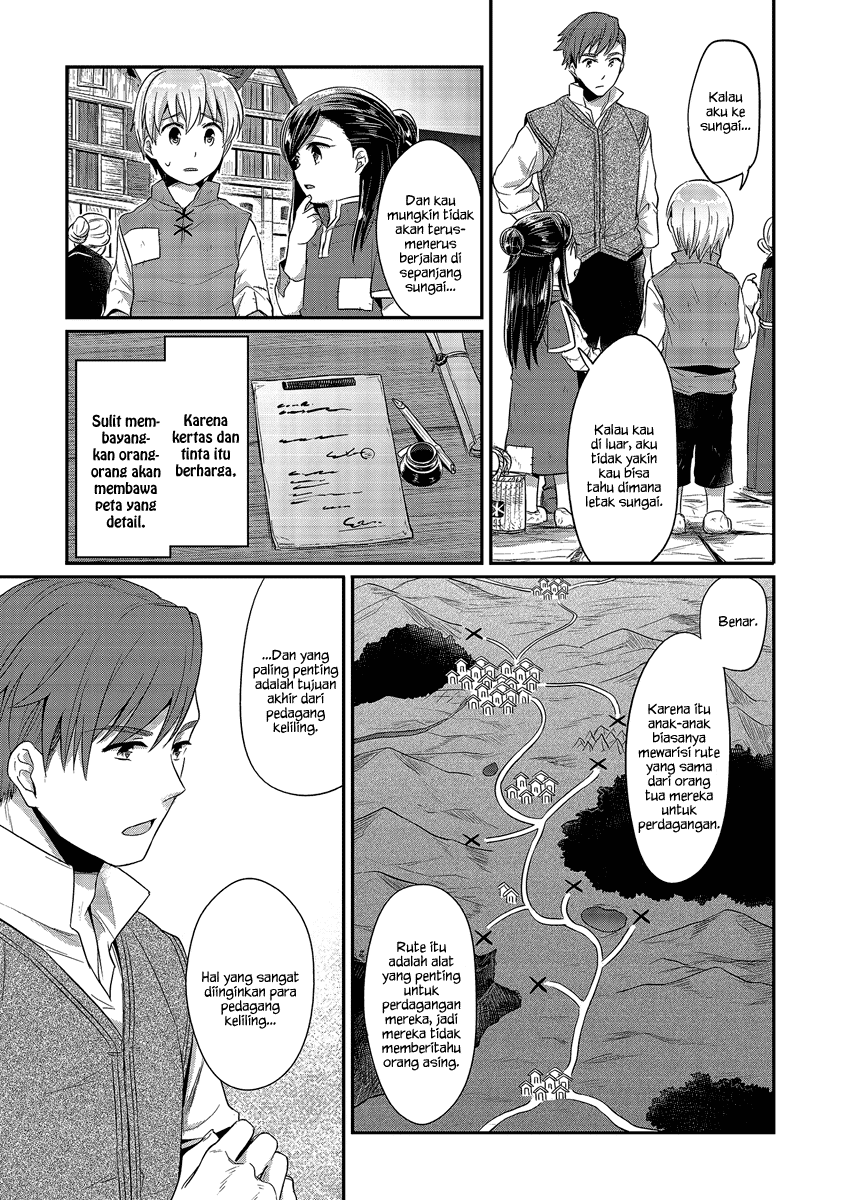 Kalau
aku ke
sungai...
Kalau kau
di luar, aku
tidak yakin
kau bisa
tahu dimana
letak sungai.
Dan kau
mungkin tidak
akan terus-
menerus
berjalan di
sepanjang
sungai...
Karena
kertas dan
tinta itu
berharga,
Sulit mem-
bayang-
kan orang-
orang akan
membawa
peta yang
detail.
Benar.
Karena itu
anak-anak
biasanya
mewarisi rute
yang sama
dari orang
tua mereka
untuk
perdagangan.
Rute itu
adalah alat
yang penting
untuk
perdagangan
mereka, jadi
mereka tidak
memberitahu
orang asing.
...Dan yang
paling penting
adalah tujuan
akhir dari
pedagang
keliling.
Hal yang sangat
diinginkan para
pedagang
keliling...